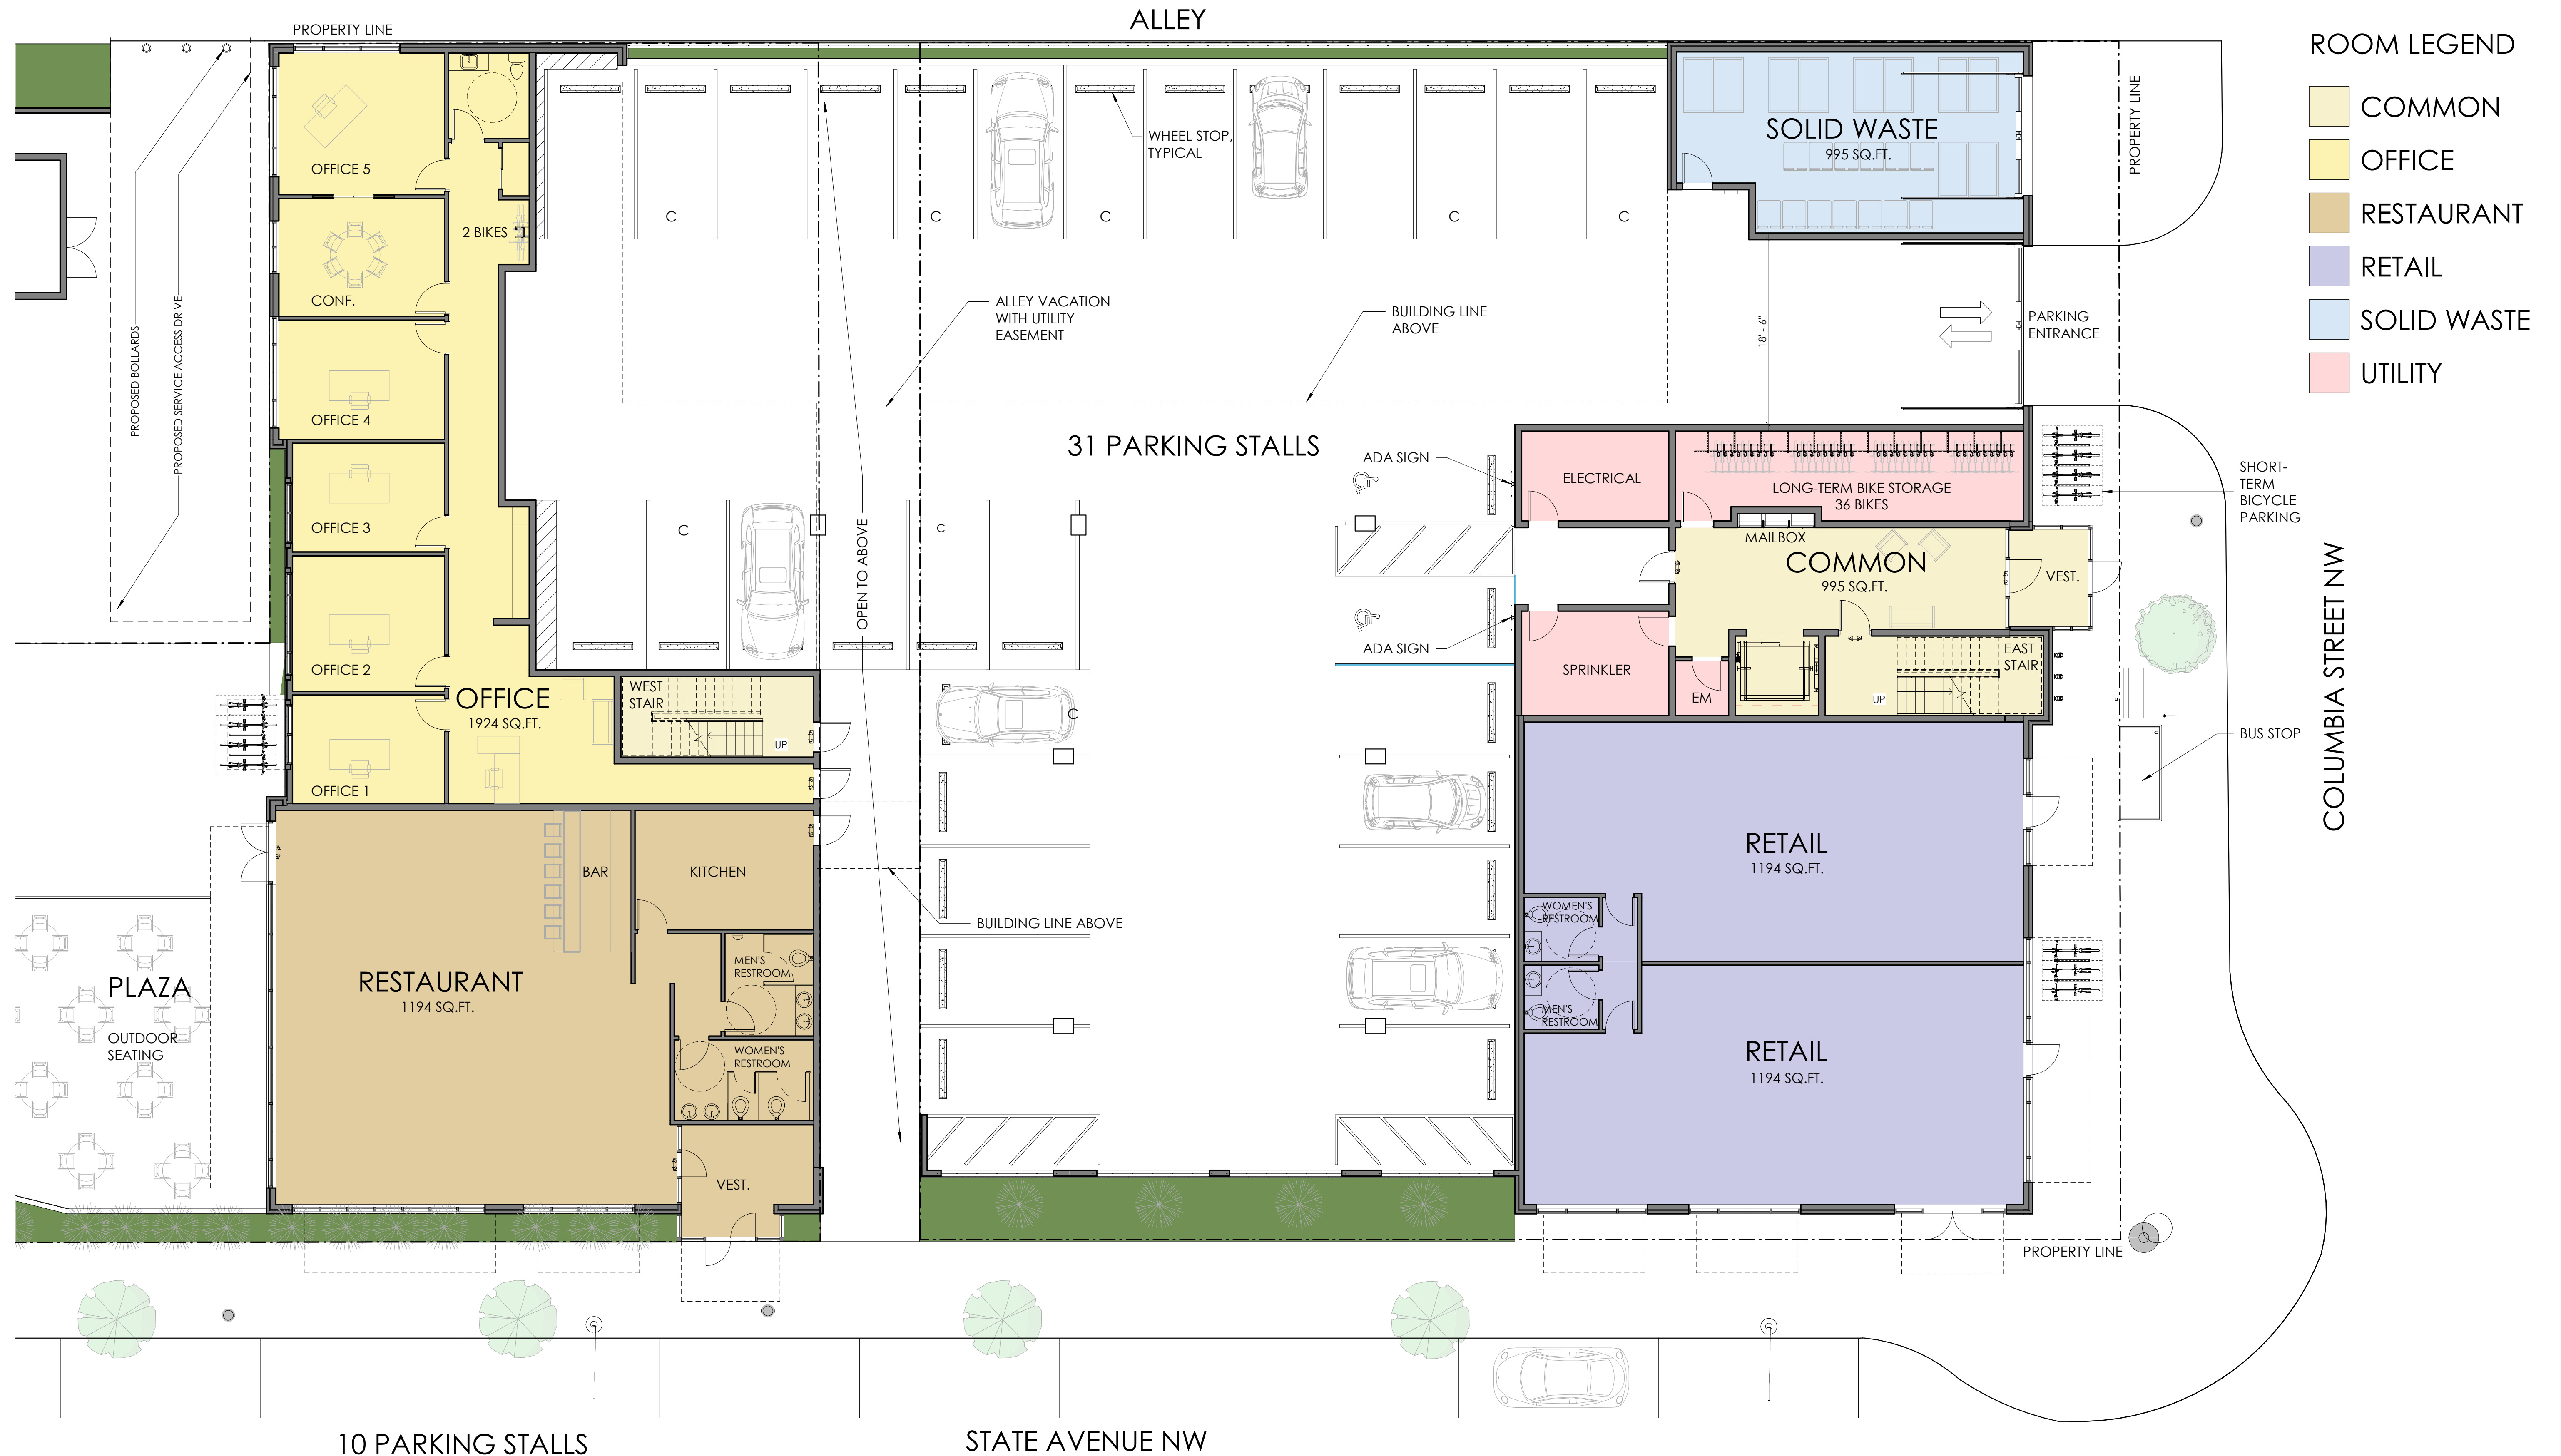 ALLEY
PROPERTY LINE
ROOM LEGEND
COMMON
OFFICE
RESTAURANT
RETAIL
SOLID WASTE
UTILITY
PROPERTY LINE
SOLID WASTE
995 SQ.FT.
WHEEL STOP,
TYPICAL
OFFICE 5
2 BIKES
CONF.
C
C
C
C
C
PROPOSED BOLLARDS
PROPOSED SERVICE ACCESS DRIVE
ALLEY VACATION
WITH UTILITY
EASEMENT
BUILDING LINE
ABOVE
18' - 6"
PARKING
ENTRANCE
OFFICE 4
31 PARKING STALLS
ADA SIGN
ELECTRICAL
LONG-TERM BIKE STORAGE
36 BIKES
SHORT-
TERM
BICYCLE
PARKING
OFFICE 3
C
C
OPEN TO ABOVE
MAILBOX
COMMON
995 SQ.FT.
VEST.
COLUMBIA STREET NW
ADA SIGN
OFFICE 2
SPRINKLER
EM
EAST
STAIR
UP
OFFICE
1924 SQ.FT.
WEST
STAIR
UP
C
BUS STOP
OFFICE 1
BAR
KITCHEN
RETAIL
1194 SQ.FT.
WOMEN'S
RESTROOM
BUILDING LINE ABOVE
PLAZA
OUTDOOR
SEATING
RESTAURANT
1194 SQ.FT.
MEN'S
RESTROOM
WOMEN'S
RESTROOM
MEN'S
RESTROOM
RETAIL
1194 SQ.FT.
VEST.
PROPERTY LINE
10 PARKING STALLS
STATE AVENUE NW